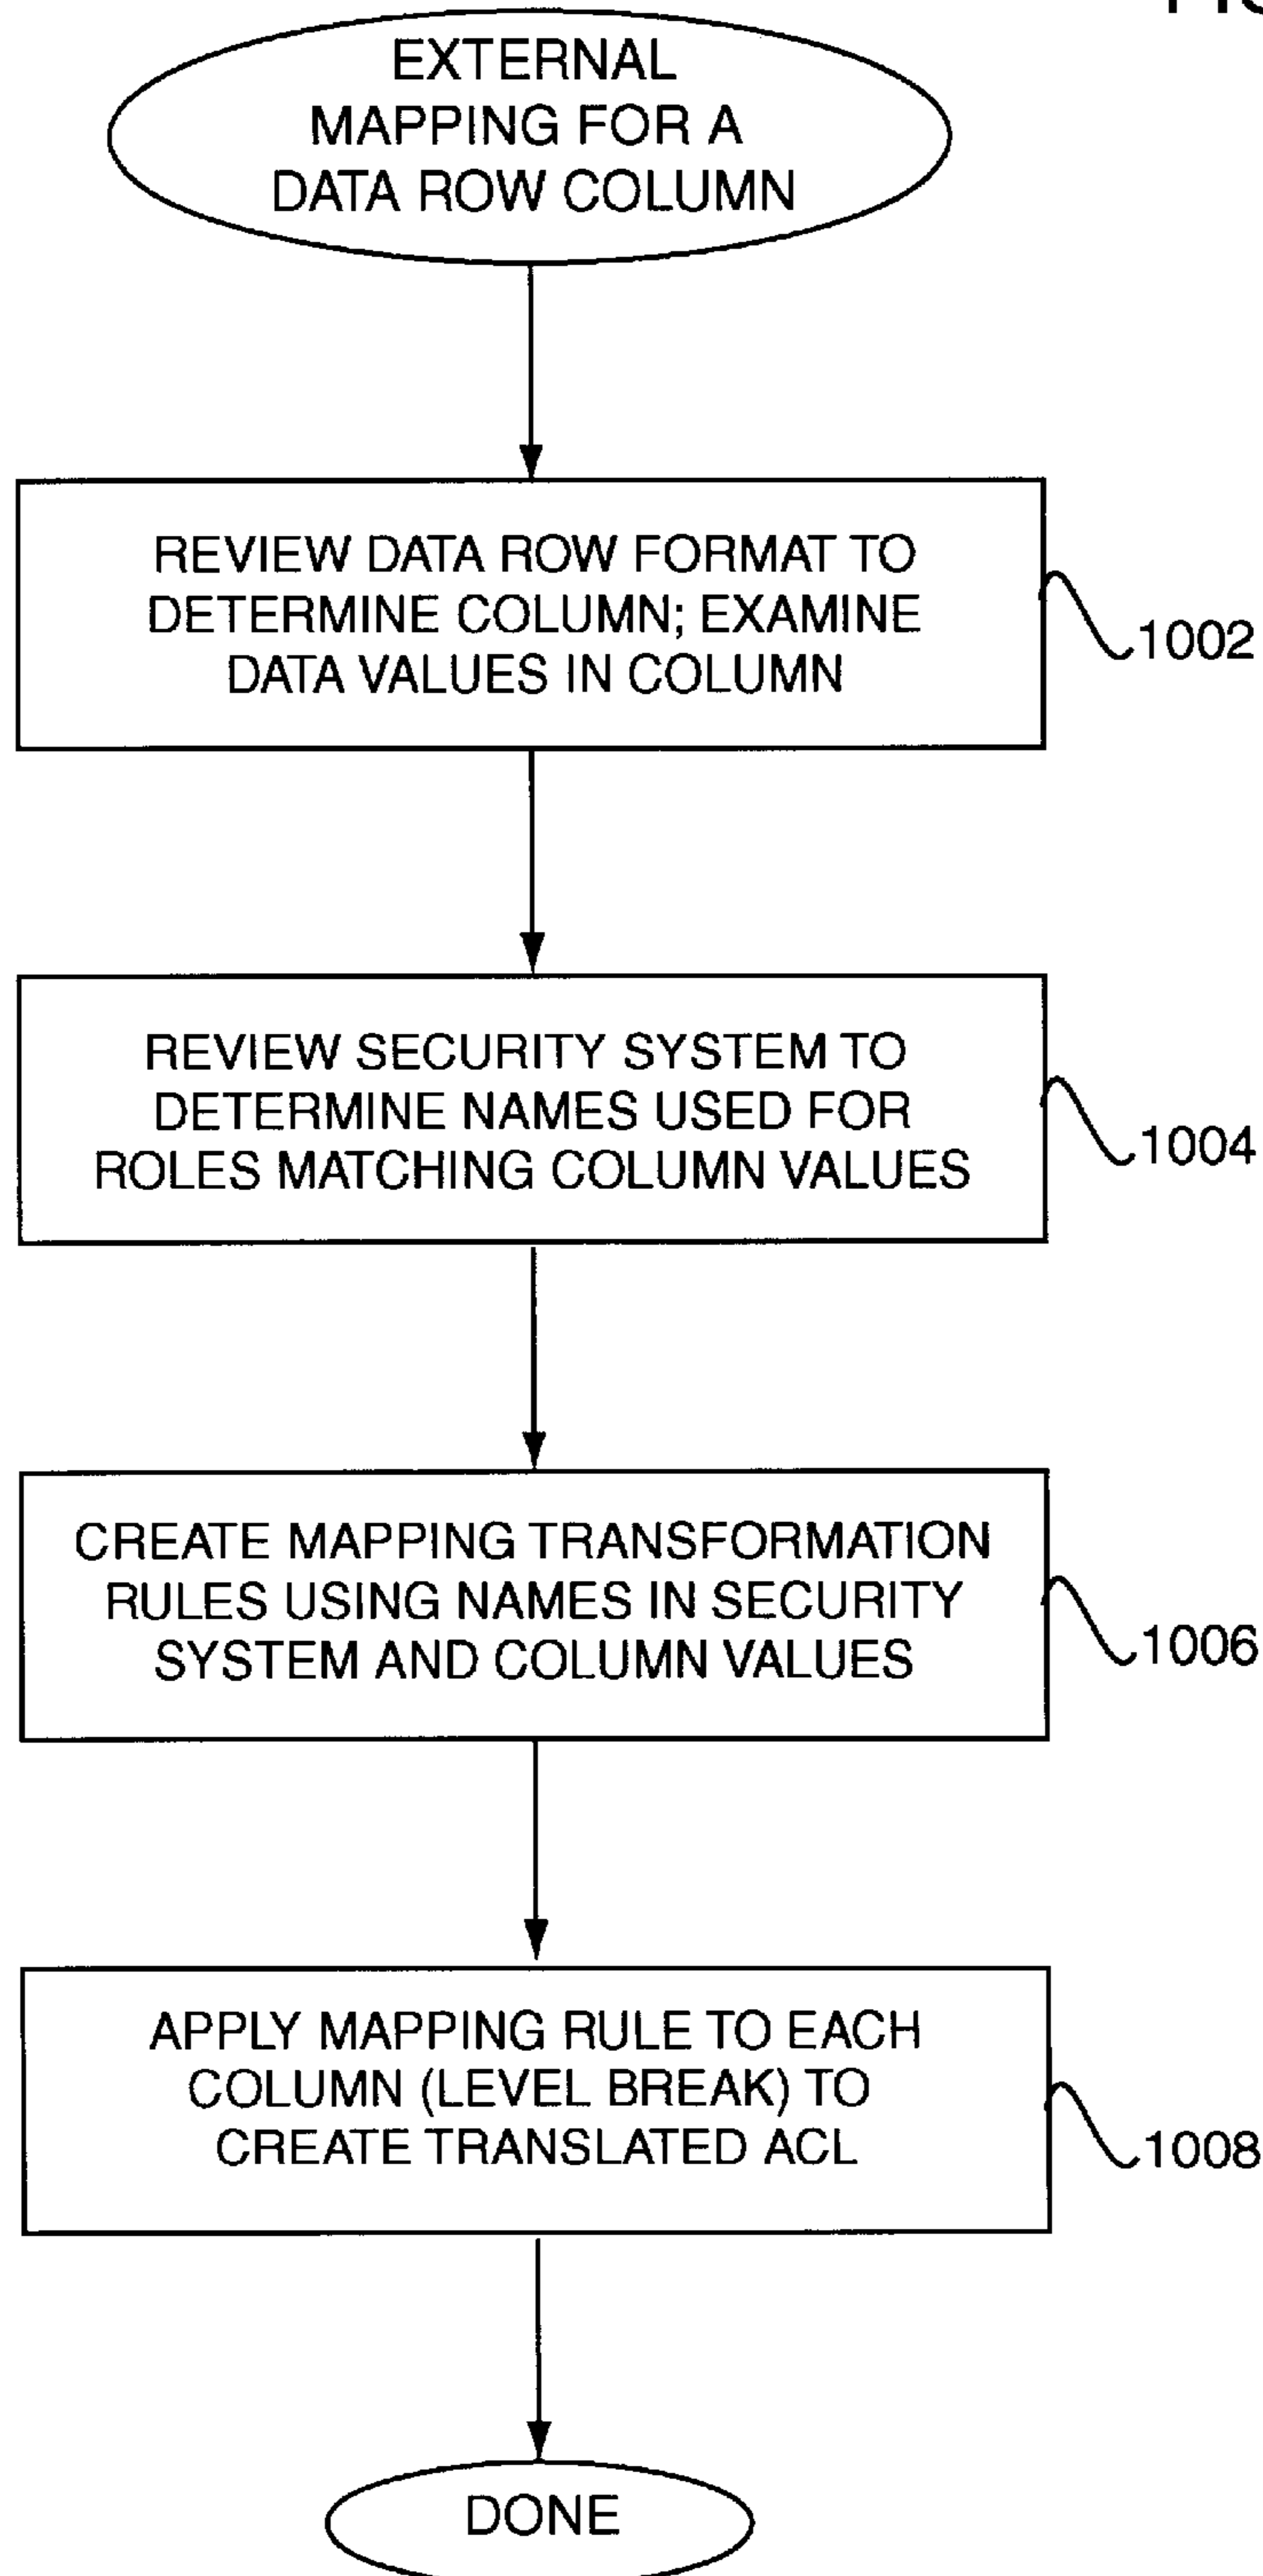 EXTERNAL
MAPPING FOR A
DATA ROW COLUMN
REVIEW DATA ROW FORMAT TO
DETERMINE COLUMN; EXAMINE
DATA VALUES IN COLUMN
1002
REVIEW SECURITY SYSTEM TO
DETERMINE NAMES USED FOR
ROLES MATCHING COLUMN VALUES
1004
CREATE MAPPING TRANSFORMATION
RULES USING NAMES IN SECURITY
SYSTEM AND COLUMN VALUES
1006
APPLY MAPPING RULE TO EACH
COLUMN (LEVEL BREAK) TO
CREATE TRANSLATED ACL
1008
DONE